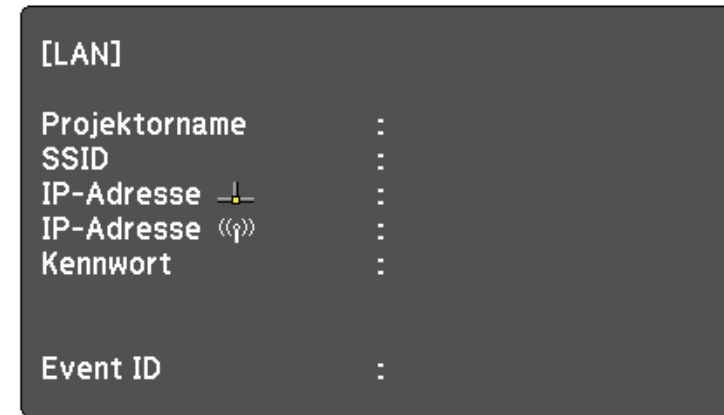 [LAN]
Projektorname :
SSID :
IP-Adresse :
IP-Adresse :
Kennwort :
Event ID :